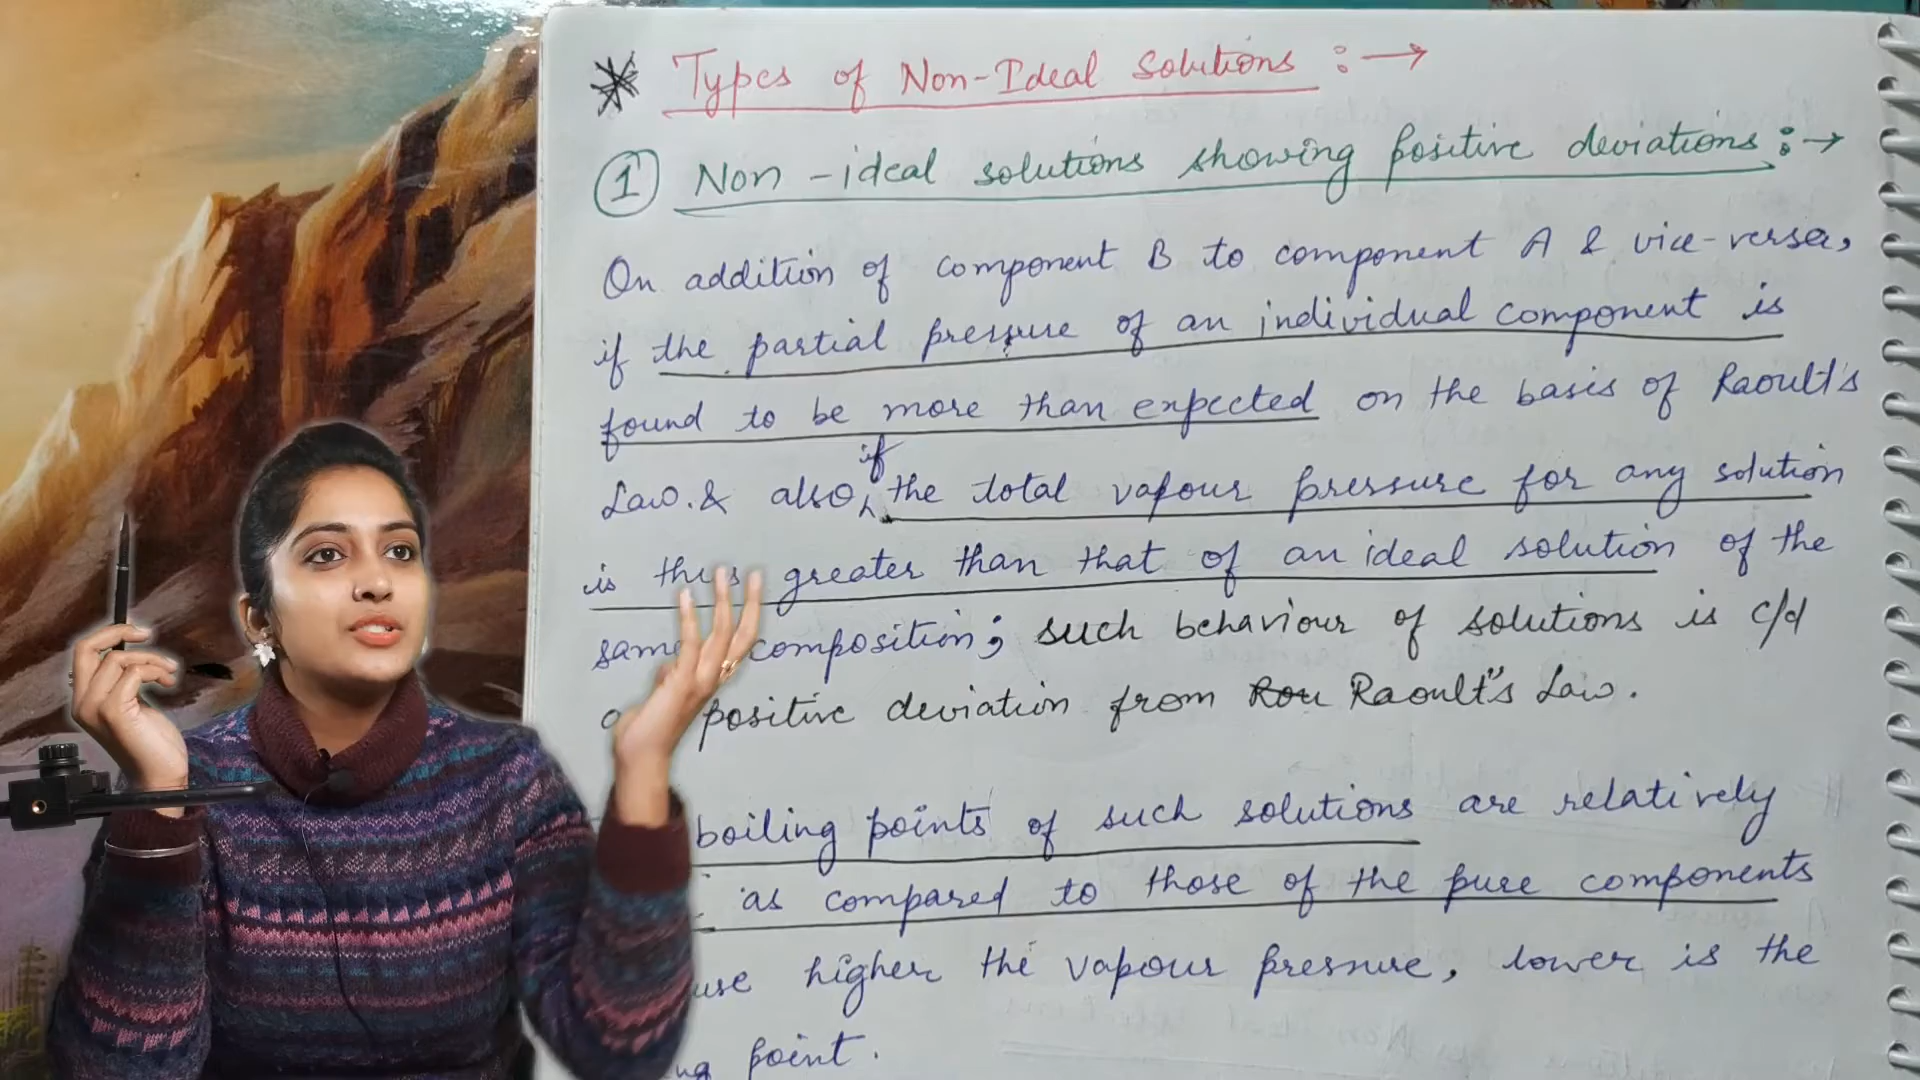 * Types of Non-Ideal Solutions :→
① Non-ideal solutions showing positive deviations :→
On addition of component B to component A & vice-versa,
if the partial pressure of an individual component is
found to be more than expected on the basis of Raoult's
if
Law. & also, the total vapour pressure for any solution
is thus greater than that of an ideal solution of the
same composition; such behaviour of solutions is c/d
positive deviation from Rou Raoult's Law.
boiling points of such solutions are relatively
as compared to those of the pure components
higher the vapour pressure, lower is the
point.